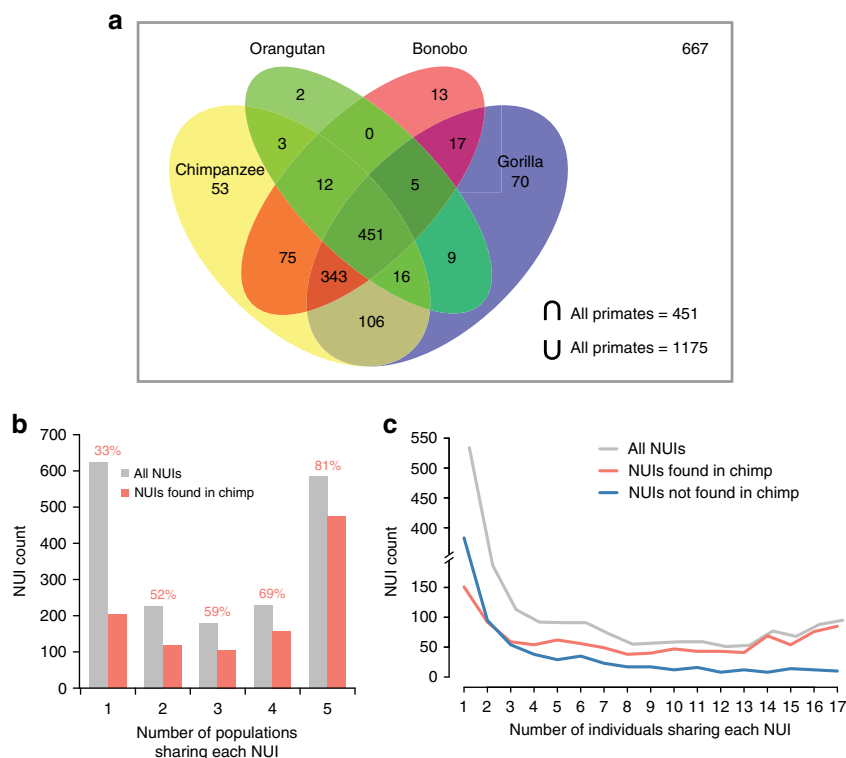 a
Orangutan
Bonobo
667
2
13
3
0
17
Chimpanzee
53
12
5
Gorilla
70
451
75
343
16
9
106
∩ All primates = 451
∪ All primates = 1175
b
700
600
500
400
300
200
100
0
NUI count
33%
52%
59%
69%
81%
All NUIs
NUIs found in chimp
1 2 3 4 5
Number of populations
sharing each NUI
c
550
500
450
400
150
100
50
0
NUI count
All NUIs
NUIs found in chimp
NUIs not found in chimp
1 2 3 4 5 6 7 8 9 10 11 12 13 14 15 16 17
Number of individuals sharing each NUI